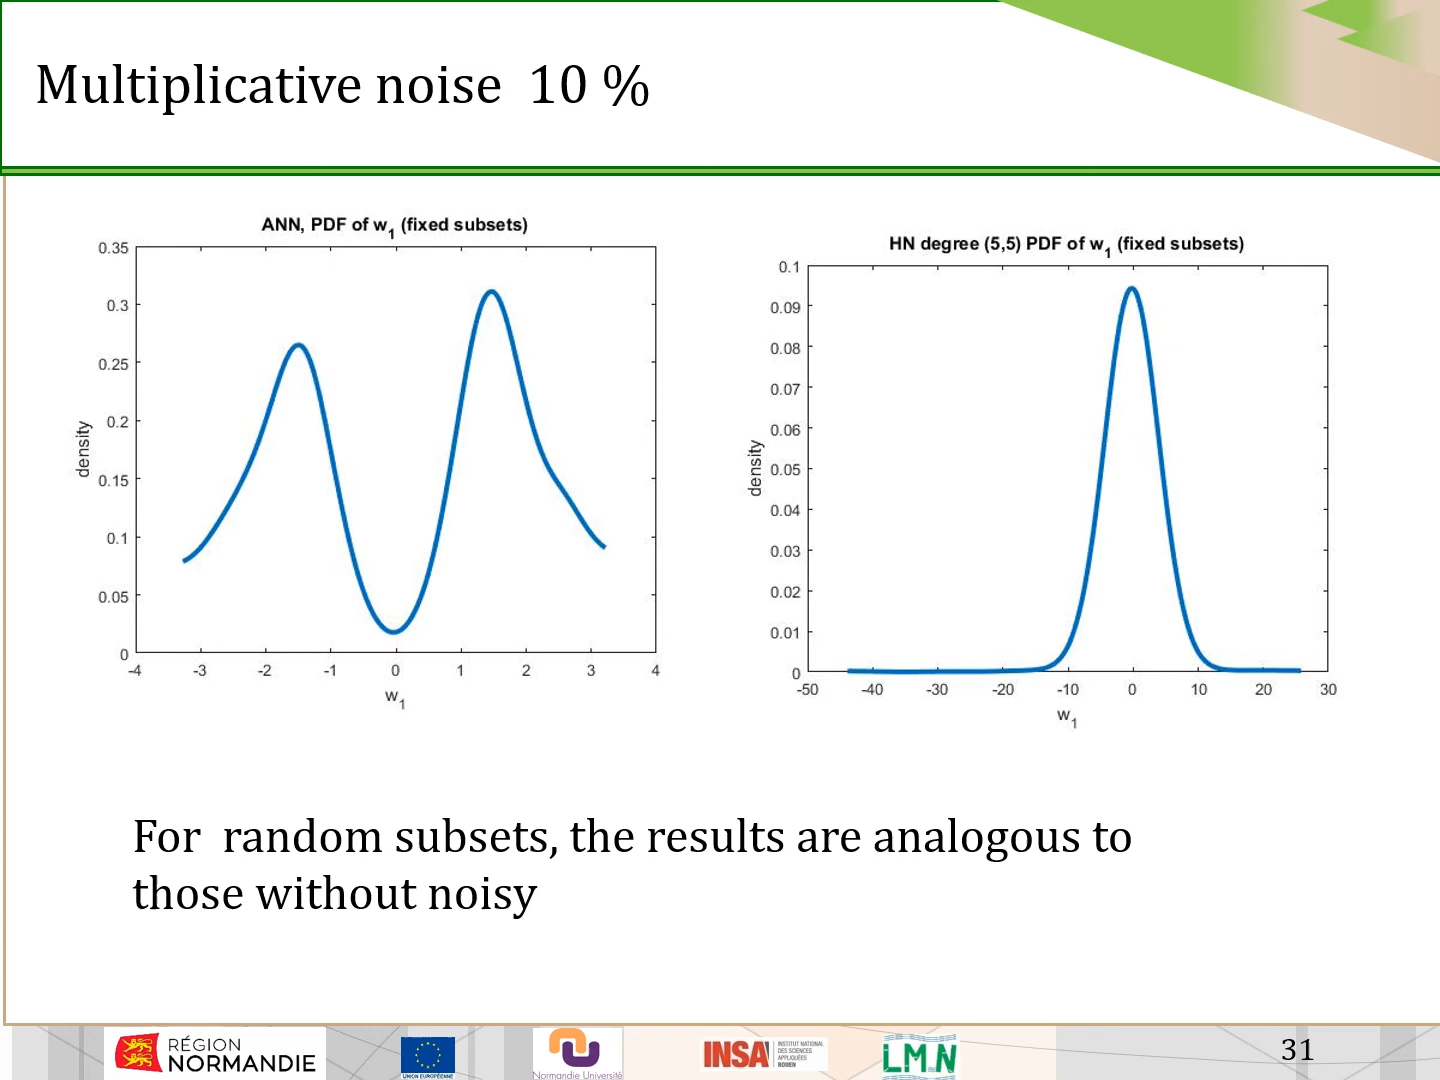 Multiplicative noise  10 %
ANN, PDF of w1 (fixed subsets)
0.35
0.3
0.25
0.2
0.15
0.1
0.05
0
density
-4 -3 -2 -1 0 1 2 3 4
w1
HN degree (5,5) PDF of w1 (fixed subsets)
0.1
0.09
0.08
0.07
0.06
0.05
0.04
0.03
0.02
0.01
0
density
-50 -40 -30 -20 -10 0 10 20 30
w1
For  random subsets, the results are analogous to
those without noisy
RÉGION
NORMANDIE
UNION EUROPÉENNE
Normandie Université
INSA
INSTITUT NATIONAL
DES SCIENCES
APPLIQUÉES
ROUEN
LMN
31